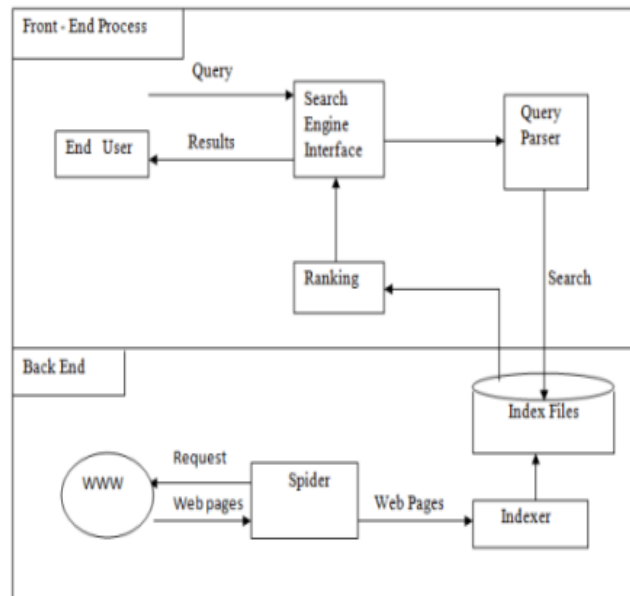 Front - End Process
Query
Search
Engine
Interface
Query
Parser
End User
Results
Ranking
Search
Back End
Index Files
WWW
Request
Web pages
Spider
Web Pages
Indexer